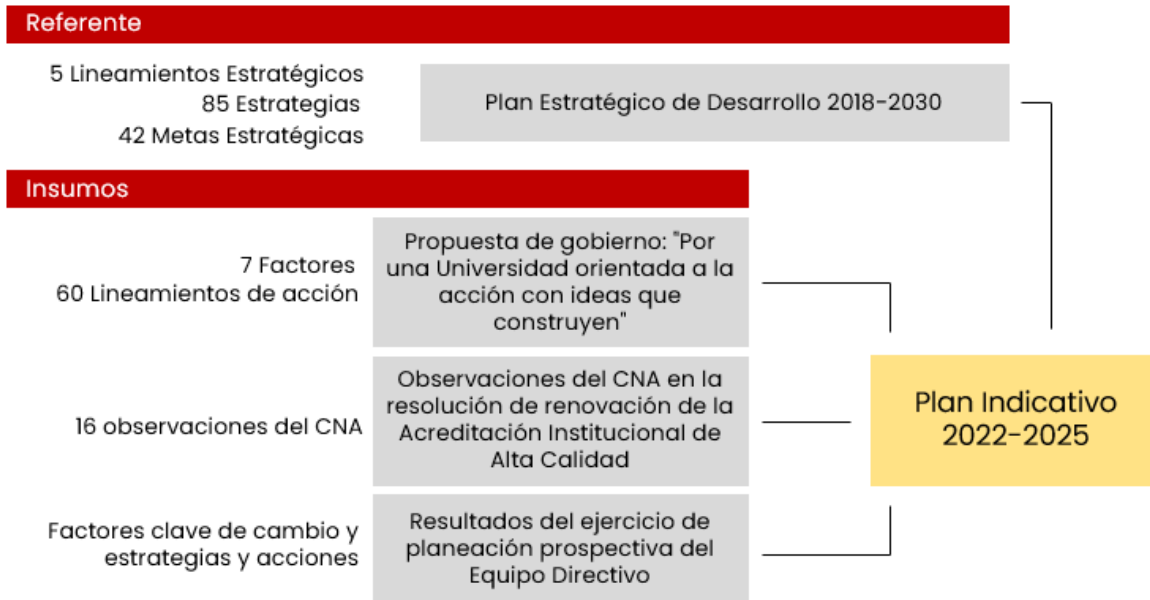 Referente
5 Lineamientos Estratégicos
85 Estrategias
42 Metas Estratégicas
Plan Estratégico de Desarrollo 2018-2030
Insumos
7 Factores
60 Lineamientos de acción
Propuesta de gobierno: "Por
una Universidad orientada a la
acción con ideas que
construyen"
16 observaciones del CNA
Observaciones del CNA en la
resolución de renovación de la
Acreditación Institucional de
Alta Calidad
Factores clave de cambio y
estrategias y acciones
Resultados del ejercicio de
planeación prospectiva del
Equipo Directivo
Plan Indicativo
2022-2025